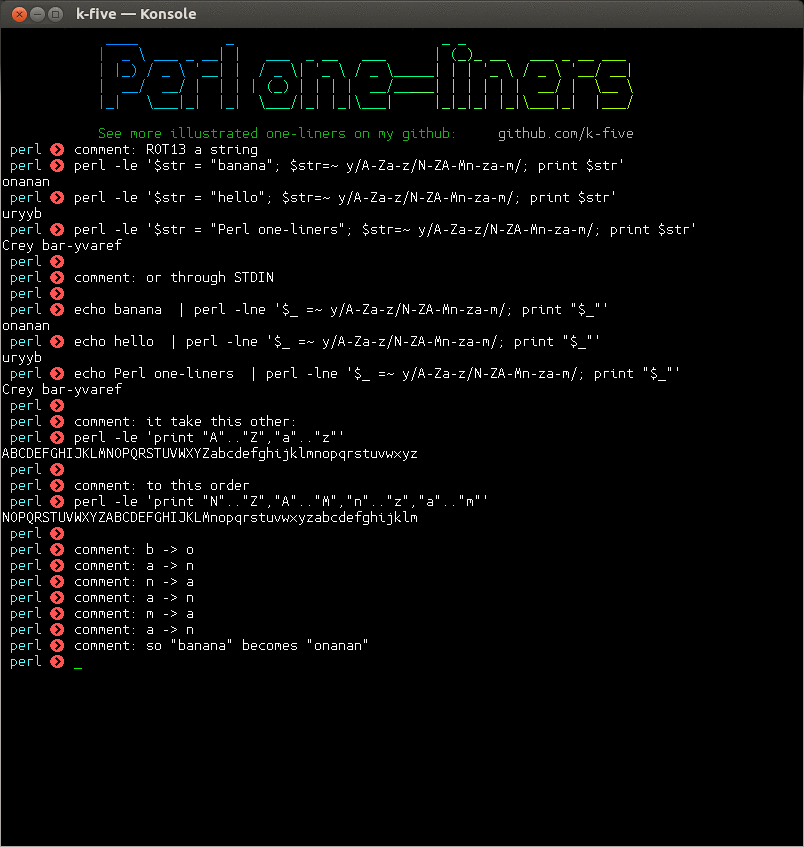 k-five — Konsole
Perl one-liners
See more illustrated one-liners on my github: github.com/k-five
perl comment: ROT13 a string
perl perl -le '$str = "banana"; $str=~ y/A-Za-z/N-ZA-Mn-za-m/; print $str'
onanan
perl perl -le '$str = "hello"; $str=~ y/A-Za-z/N-ZA-Mn-za-m/; print $str'
uryyb
perl perl -le '$str = "Perl one-liners"; $str=~ y/A-Za-z/N-ZA-Mn-za-m/; print $str'
Crey bar-yvaref
perl
perl comment: or through STDIN
perl
perl echo banana  | perl -lne '$_ =~ y/A-Za-z/N-ZA-Mn-za-m/; print "$_"'
onanan
perl echo hello  | perl -lne '$_ =~ y/A-Za-z/N-ZA-Mn-za-m/; print "$_"'
uryyb
perl echo Perl one-liners  | perl -lne '$_ =~ y/A-Za-z/N-ZA-Mn-za-m/; print "$_"'
Crey bar-yvaref
perl
perl comment: it take this other:
perl perl -le 'print "A".."Z","a".."z"'
ABCDEFGHIJKLMNOPQRSTUVWXYZabcdefghijklmnopqrstuvwxyz
perl
perl comment: to this order
perl perl -le 'print "N".."Z","A".."M","n".."z","a".."m"'
NOPQRSTUVWXYZABCDEFGHIJKLMnopqrstuvwxyzabcdefghijklm
perl
perl comment: b -> o
perl comment: a -> n
perl comment: n -> a
perl comment: a -> n
perl comment: m -> a
perl comment: a -> n
perl comment: so "banana" becomes "onanan"
perl _